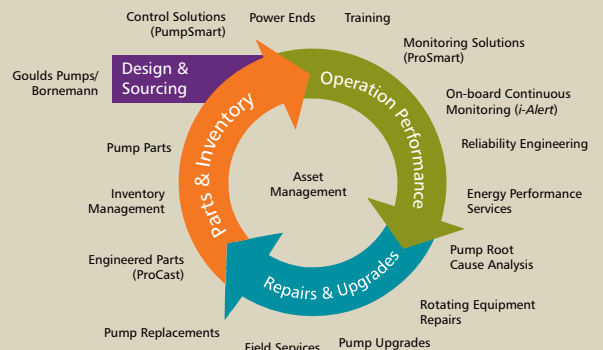 Control Solutions
(PumpSmart)
Power Ends
Training
Monitoring Solutions
(ProSmart)
Goulds Pumps/
Bornemann
Design &
Sourcing
Operation Performance
On-board Continuous
Monitoring (i-Alert)
Parts & Inventory
Pump Parts
Reliability Engineering
Asset
Management
Inventory
Management
Energy Performance
Services
Engineered Parts
(ProCast)
Pump Root
Cause Analysis
Repairs & Upgrades
Rotating Equipment
Repairs
Pump Replacements
Field Services
Pump Upgrades